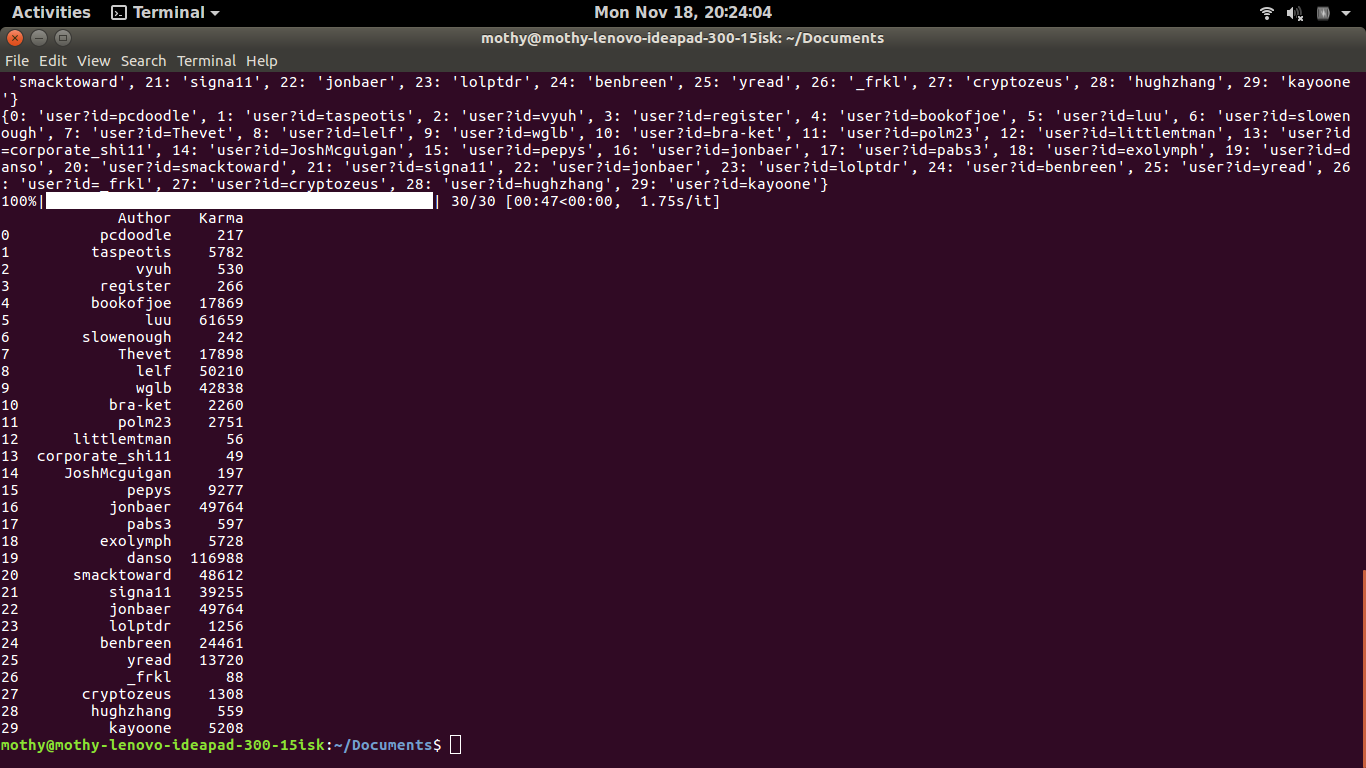 Activities Terminal Mon Nov 18, 20:24:04
mothy@mothy-lenovo-ideapad-300-15isk: ~/Documents
File Edit View Search Terminal Help
 'smacktoward', 21: 'signa11', 22: 'jonbaer', 23: 'lolptdr', 24: 'benbreen', 25: 'yread', 26: '_frkl', 27: 'cryptozeus', 28: 'hughzhang', 29: 'kayoone
'}
{0: 'user?id=pcdoodle', 1: 'user?id=taspeotis', 2: 'user?id=vyuh', 3: 'user?id=register', 4: 'user?id=bookofjoe', 5: 'user?id=luu', 6: 'user?id=slowen
ough', 7: 'user?id=Thevet', 8: 'user?id=lelf', 9: 'user?id=wglb', 10: 'user?id=bra-ket', 11: 'user?id=polm23', 12: 'user?id=littlemtman', 13: 'user?id
=corporate_shi11', 14: 'user?id=JoshMcguigan', 15: 'user?id=pepys', 16: 'user?id=jonbaer', 17: 'user?id=pabs3', 18: 'user?id=exolymph', 19: 'user?id=d
anso', 20: 'user?id=smacktoward', 21: 'user?id=signa11', 22: 'user?id=jonbaer', 23: 'user?id=lolptdr', 24: 'user?id=benbreen', 25: 'user?id=yread', 26
: 'user?id=_frkl', 27: 'user?id=cryptozeus', 28: 'user?id=hughzhang', 29: 'user?id=kayoone'}
100%| | 30/30 [00:47<00:00,  1.75s/it]
Author Karma
0 pcdoodle 217
1 taspeotis 5782
2 vyuh 530
3 register 266
4 bookofjoe 17869
5 luu 61659
6 slowenough 242
7 Thevet 17898
8 lelf 50210
9 wglb 42838
10 bra-ket 2260
11 polm23 2751
12 littlemtman 56
13 corporate_shi11 49
14 JoshMcguigan 197
15 pepys 9277
16 jonbaer 49764
17 pabs3 597
18 exolymph 5728
19 danso 116988
20 smacktoward 48612
21 signa11 39255
22 jonbaer 49764
23 lolptdr 1256
24 benbreen 24461
25 yread 13720
26 _frkl 88
27 cryptozeus 1308
28 hughzhang 559
29 kayoone 5208
mothy@mothy-lenovo-ideapad-300-15isk:~/Documents$